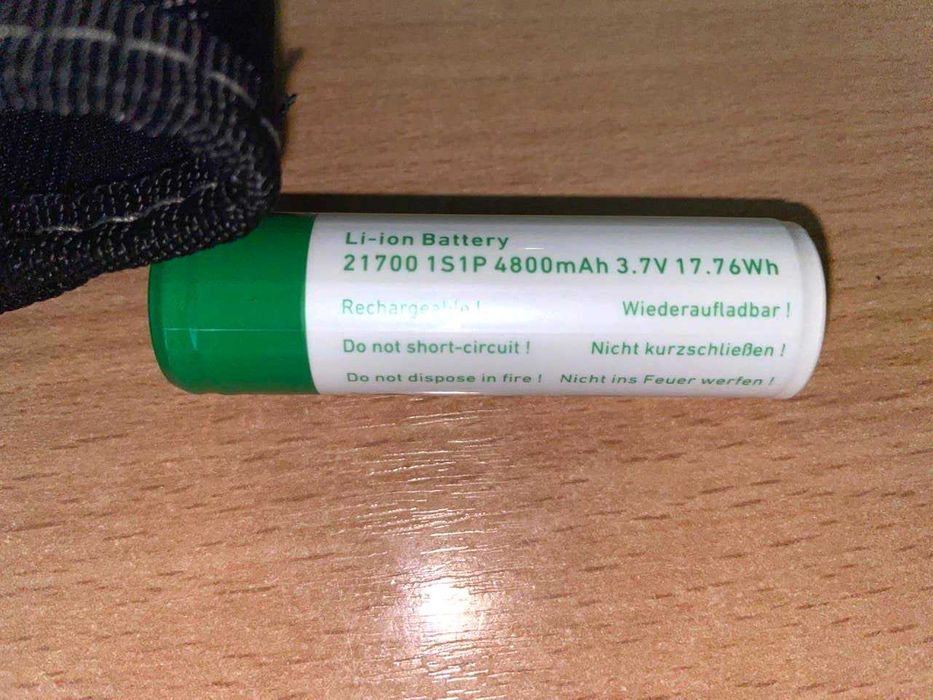 Li-ion Battery
21700 1S1P 4800mAh 3.7V 17.76Wh
Rechargeable ! Wiederaufladbar !
Do not short-circuit ! Nicht kurzschließen !
Do not dispose in fire ! Nicht ins Feuer werfen !